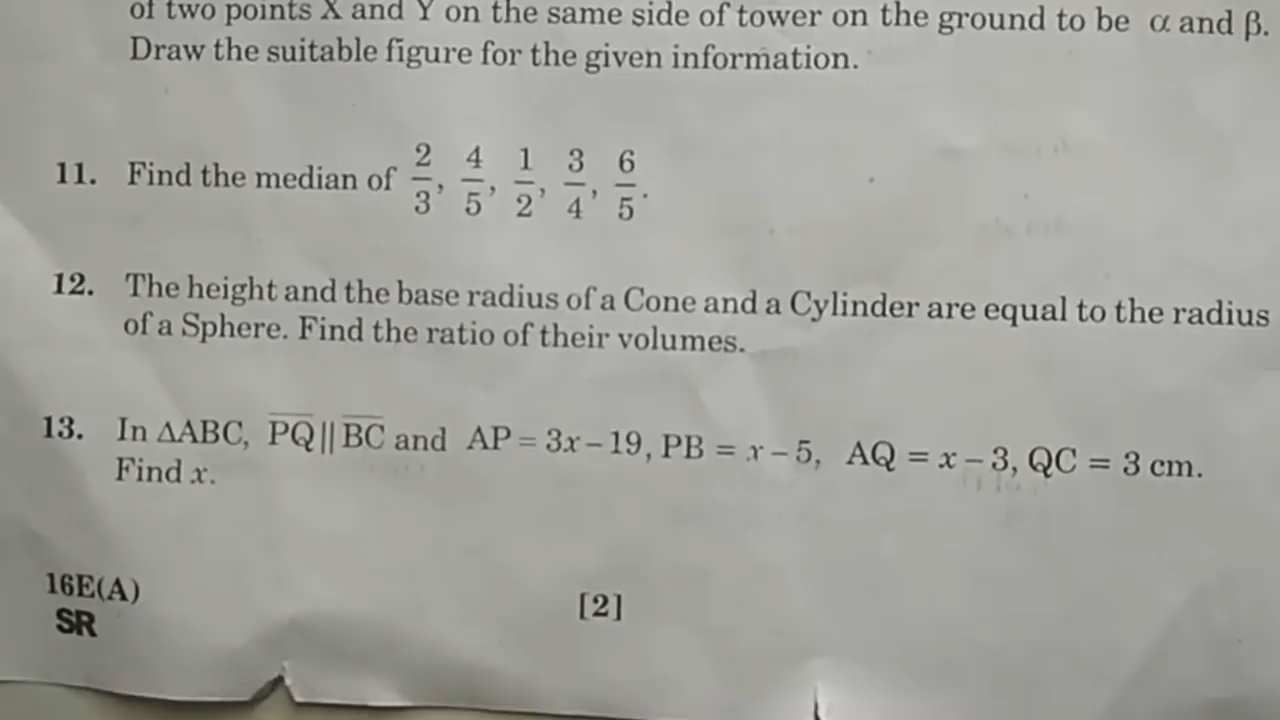 of two points X and Y on the same side of tower on the ground to be α and β.
Draw the suitable figure for the given information.
11. Find the median of 2/3, 4/5, 1/2, 3/4, 6/5.
12. The height and the base radius of a Cone and a Cylinder are equal to the radius
of a Sphere. Find the ratio of their volumes.
13. In ΔABC, P̅Q̅ || B̅C̅ and AP = 3x – 19, PB = x – 5, AQ = x – 3, QC = 3 cm.
Find x.
16E(A) [2]
SR